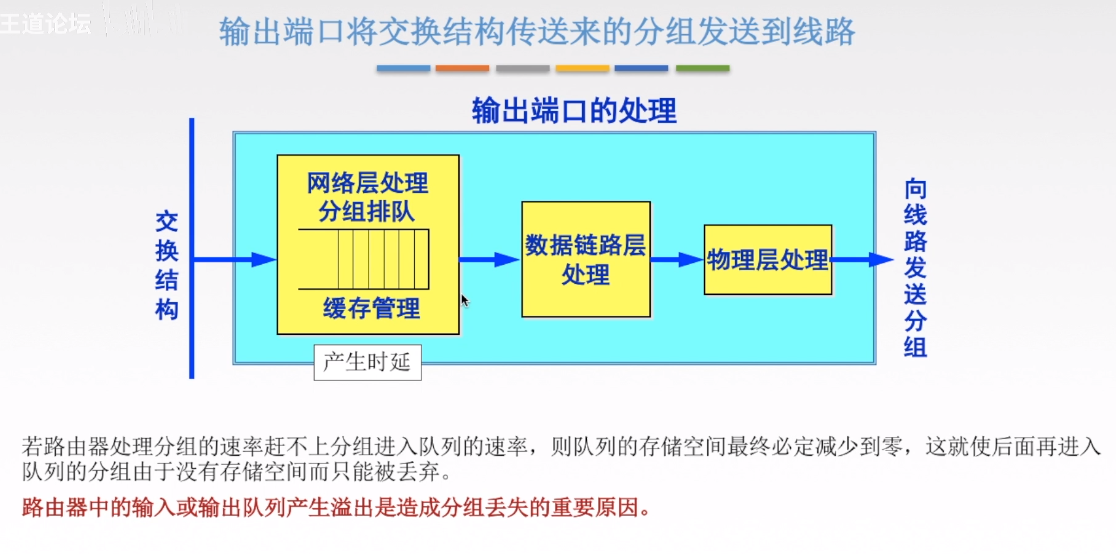 王道论坛
输出端口将交换结构传送来的分组发送到线路
输出端口的处理
交换结构
网络层处理
分组排队
缓存管理
产生时延
数据链路层
处理
物理层处理
向线路发送分组
若路由器处理分组的速率赶不上分组进入队列的速率，则队列的存储空间最终必定减少到零，这就使后面再进入
队列的分组由于没有存储空间而只能被丢弃。
路由器中的输入或输出队列产生溢出是造成分组丢失的重要原因。